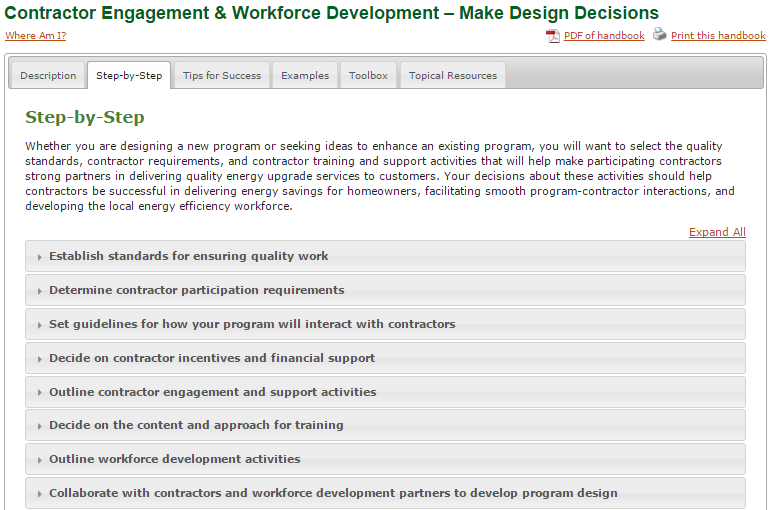 Contractor Engagement & Workforce Development – Make Design Decisions
Where Am I?
PDF of handbook
Print this handbook
Description
Step-by-Step
Tips for Success
Examples
Toolbox
Topical Resources
Step-by-Step
Whether you are designing a new program or seeking ideas to enhance an existing program, you will want to select the quality
standards, contractor requirements, and contractor training and support activities that will help make participating contractors
strong partners in delivering quality energy upgrade services to customers. Your decisions about these activities should help
contractors be successful in delivering energy savings for homeowners, facilitating smooth program-contractor interactions, and
developing the local energy efficiency workforce.
Expand All
Establish standards for ensuring quality work
Determine contractor participation requirements
Set guidelines for how your program will interact with contractors
Decide on contractor incentives and financial support
Outline contractor engagement and support activities
Decide on the content and approach for training
Outline workforce development activities
Collaborate with contractors and workforce development partners to develop program design